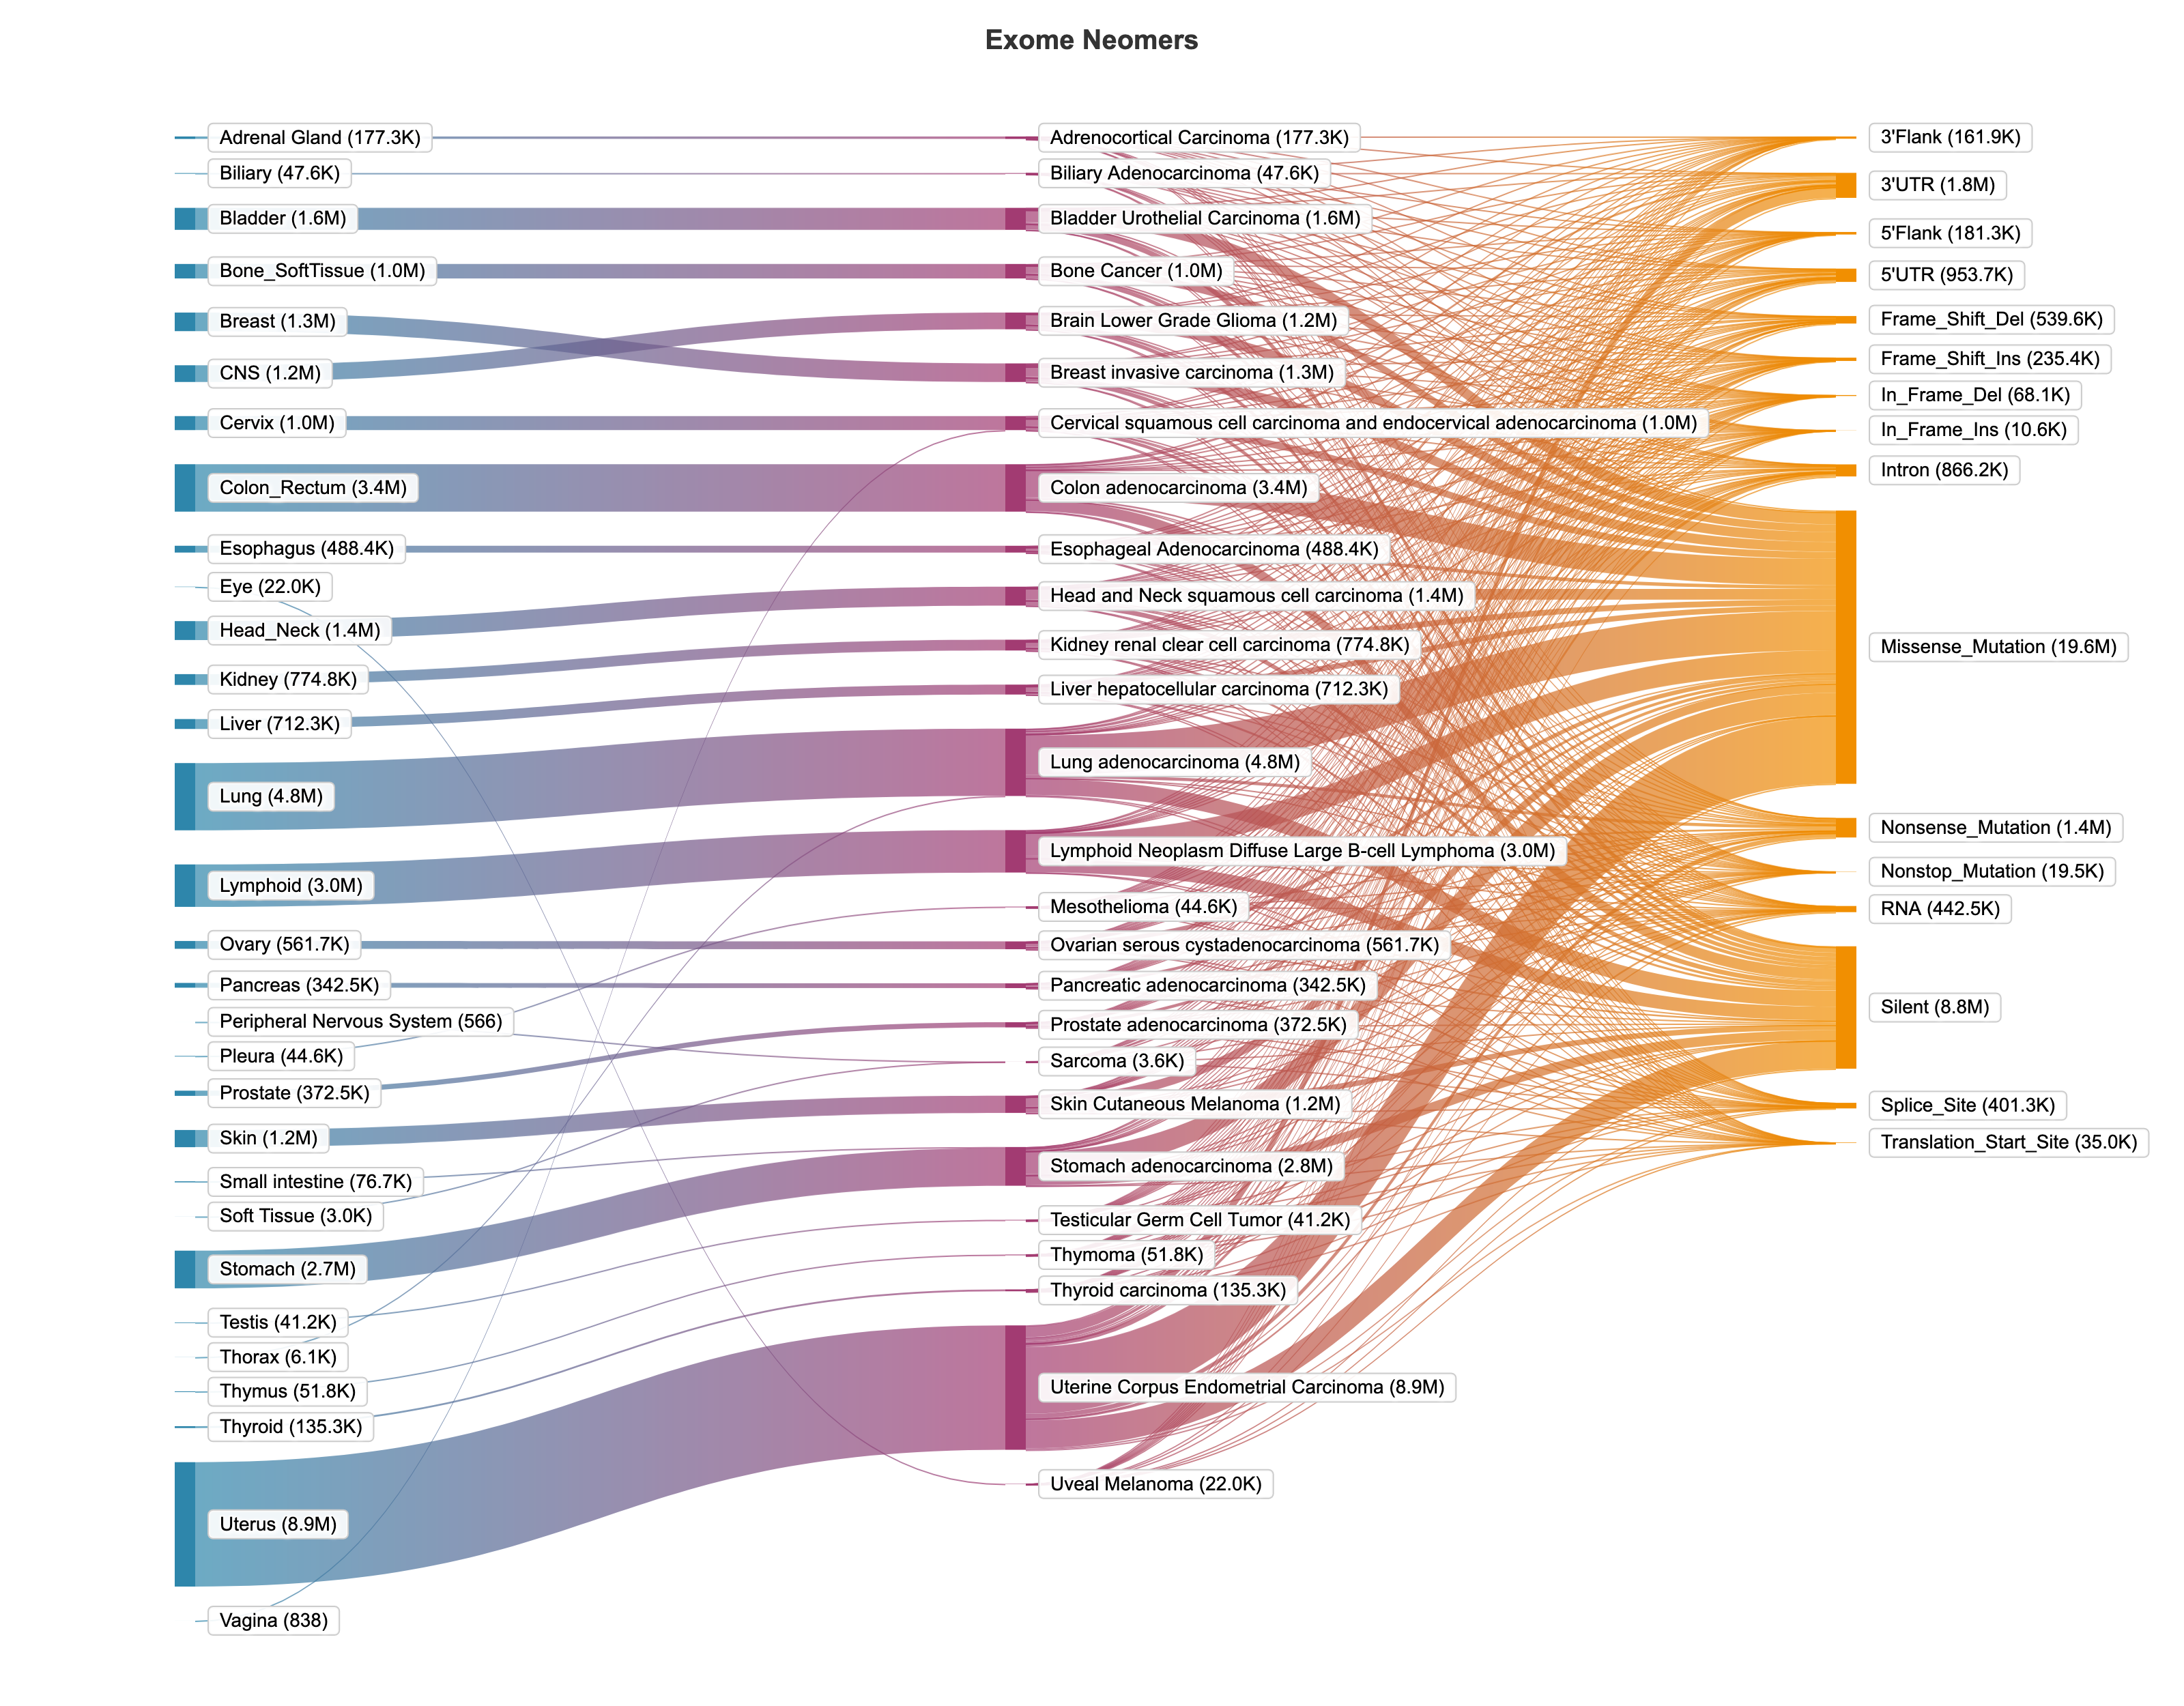 Exome Neomers
Adrenal Gland (177.3K)
Biliary (47.6K)
Bladder (1.6M)
Bone_SoftTissue (1.0M)
Breast (1.3M)
CNS (1.2M)
Cervix (1.0M)
Colon_Rectum (3.4M)
Esophagus (488.4K)
Eye (22.0K)
Head_Neck (1.4M)
Kidney (774.8K)
Liver (712.3K)
Lung (4.8M)
Lymphoid (3.0M)
Ovary (561.7K)
Pancreas (342.5K)
Peripheral Nervous System (566)
Pleura (44.6K)
Prostate (372.5K)
Skin (1.2M)
Small intestine (76.7K)
Soft Tissue (3.0K)
Stomach (2.7M)
Testis (41.2K)
Thorax (6.1K)
Thymus (51.8K)
Thyroid (135.3K)
Uterus (8.9M)
Vagina (838)
Adrenocortical Carcinoma (177.3K)
Biliary Adenocarcinoma (47.6K)
Bladder Urothelial Carcinoma (1.6M)
Bone Cancer (1.0M)
Brain Lower Grade Glioma (1.2M)
Breast invasive carcinoma (1.3M)
Cervical squamous cell carcinoma and endocervical adenocarcinoma (1.0M)
Colon adenocarcinoma (3.4M)
Esophageal Adenocarcinoma (488.4K)
Head and Neck squamous cell carcinoma (1.4M)
Kidney renal clear cell carcinoma (774.8K)
Liver hepatocellular carcinoma (712.3K)
Lung adenocarcinoma (4.8M)
Lymphoid Neoplasm Diffuse Large B-cell Lymphoma (3.0M)
Mesothelioma (44.6K)
Ovarian serous cystadenocarcinoma (561.7K)
Pancreatic adenocarcinoma (342.5K)
Prostate adenocarcinoma (372.5K)
Sarcoma (3.6K)
Skin Cutaneous Melanoma (1.2M)
Stomach adenocarcinoma (2.8M)
Testicular Germ Cell Tumor (41.2K)
Thymoma (51.8K)
Thyroid carcinoma (135.3K)
Uterine Corpus Endometrial Carcinoma (8.9M)
Uveal Melanoma (22.0K)
3'Flank (161.9K)
3'UTR (1.8M)
5'Flank (181.3K)
5'UTR (953.7K)
Frame_Shift_Del (539.6K)
Frame_Shift_Ins (235.4K)
In_Frame_Del (68.1K)
In_Frame_Ins (10.6K)
Intron (866.2K)
Missense_Mutation (19.6M)
Nonsense_Mutation (1.4M)
Nonstop_Mutation (19.5K)
RNA (442.5K)
Silent (8.8M)
Splice_Site (401.3K)
Translation_Start_Site (35.0K)